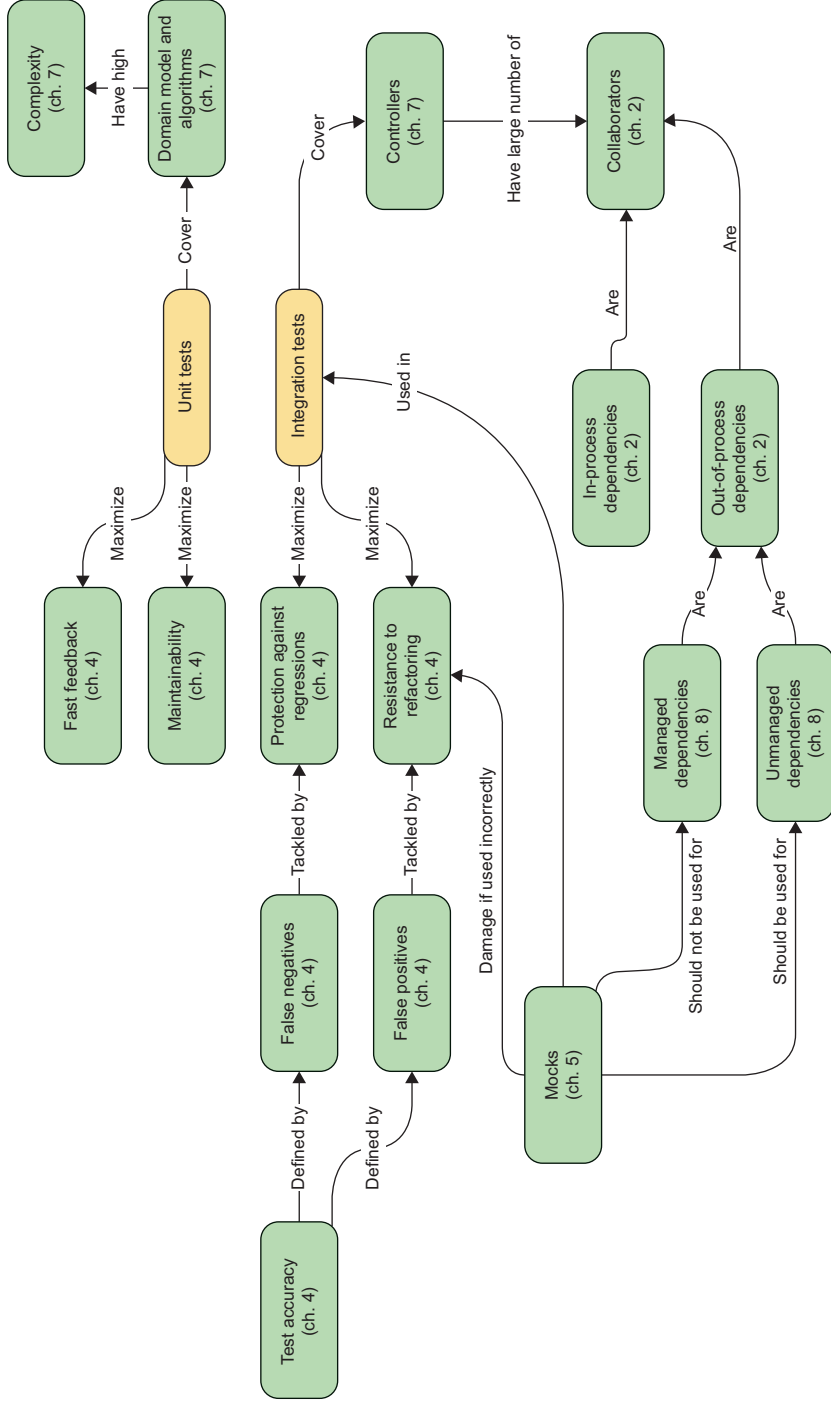 Complexity
(ch. 7)
Have high
Domain model and
algorithms
(ch. 7)
Cover
Unit tests
Maximize
Fast feedback
(ch. 4)
Maximize
Maintainability
(ch. 4)
Controllers
(ch. 7)
Cover
Integration tests
Maximize
Protection against
regressions
(ch. 4)
Maximize
Resistance to
refactoring
(ch. 4)
Tackled by
False negatives
(ch. 4)
Tackled by
False positives
(ch. 4)
Defined by
Defined by
Test accuracy
(ch. 4)
Have large number of
Collaborators
(ch. 2)
Used in
Damage if used incorrectly
Mocks
(ch. 5)
Are
In-process
dependencies
(ch. 2)
Are
Out-of-process
dependencies
(ch. 2)
Are
Managed
dependencies
(ch. 8)
Should not be used for
Are
Unmanaged
dependencies
(ch. 8)
Should be used for